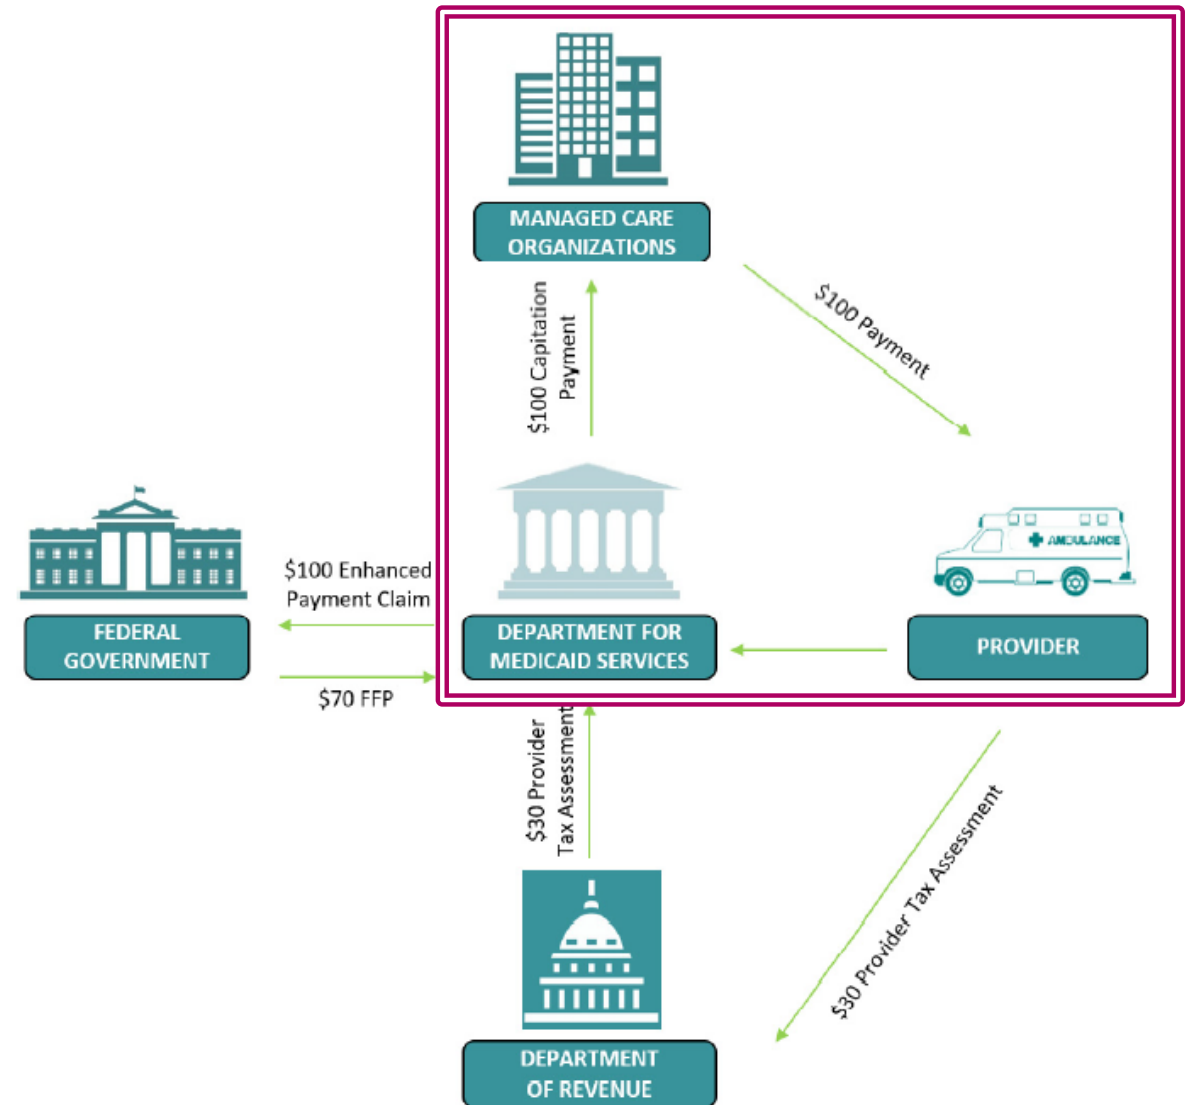 MANAGED CARE
ORGANIZATIONS
$100 Capitation
Payment
$100 Payment
AMBULANCE
$100 Enhanced
Payment Claim
FEDERAL
GOVERNMENT
DEPARTMENT FOR
MEDICAID SERVICES
PROVIDER
$70 FFP
$30 Provider
Tax Assessment
$30 Provider Tax Assessment
DEPARTMENT
OF REVENUE